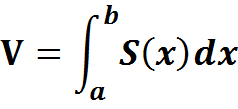 V = ∫_a^b S(x)dx